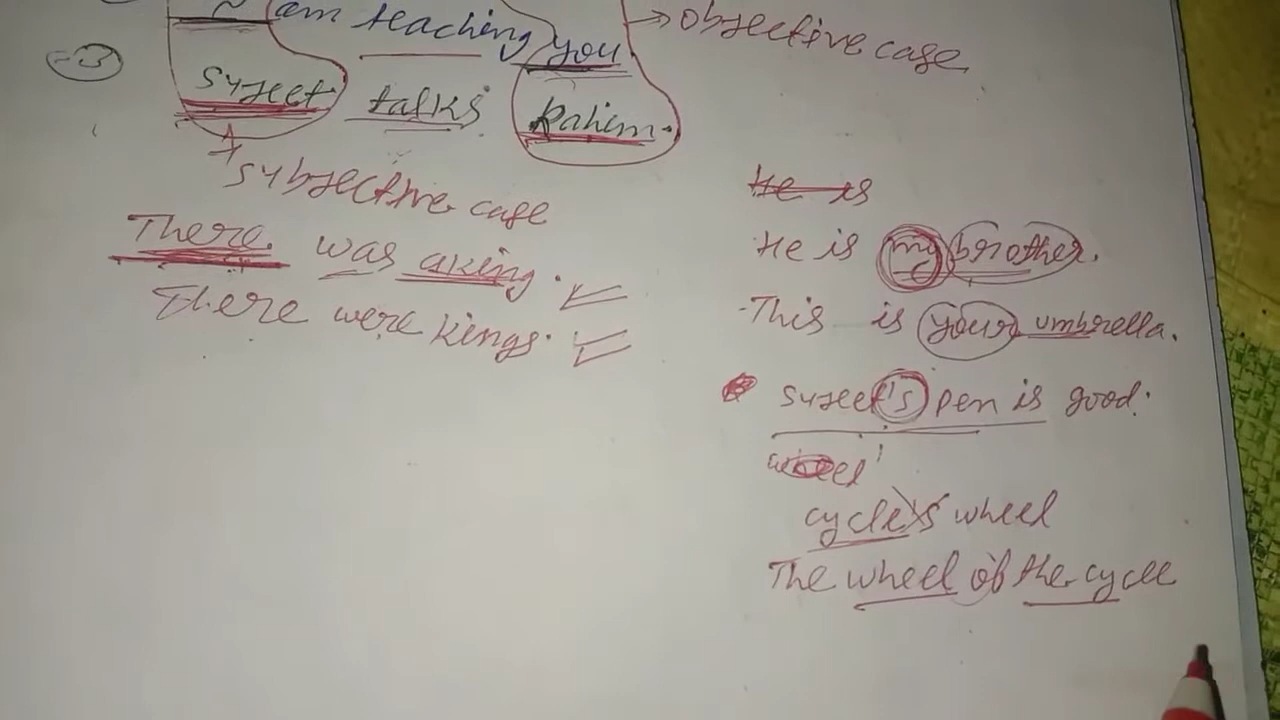 am teaching you → objective case
3
Sujeet talks Rahim.
Subjective case
There was a king.
There were kings.
He is
He is my brother.
This is your umbrella.
Sujeet's pen is good.
cycle's wheel
The wheel of the cycle